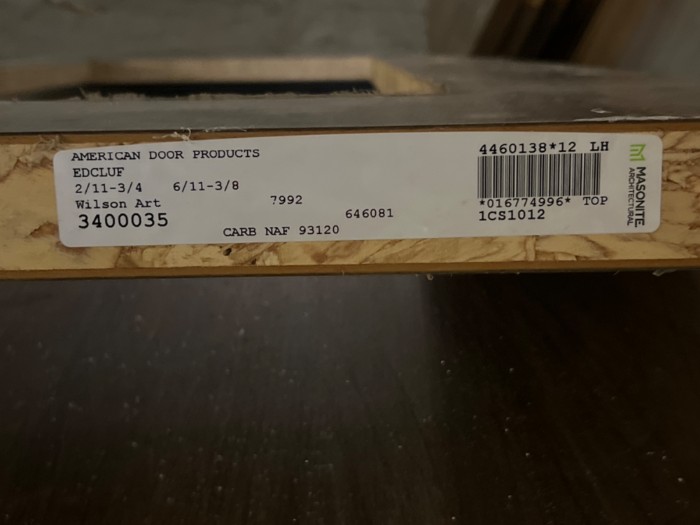 AMERICAN DOOR PRODUCTS
EDCLUF
2/11-3/4 6/11-3/8
Wilson Art 7992
3400035 646081
CARB NAF 93120
4460138*12 LH
*016774996* TOP
1CS1012
MASONITE
ARCHITECTURAL